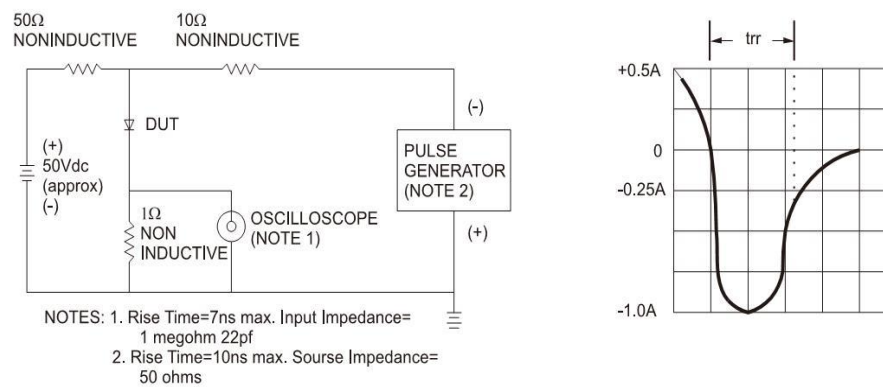 50Ω
NONINDUCTIVE
10Ω
NONINDUCTIVE
DUT
(+)
50Vdc
(approx)
(-)
1Ω
NON
INDUCTIVE
OSCILLOSCOPE
(NOTE 1)
(-)
PULSE
GENERATOR
(NOTE 2)
(+)
NOTES: 1. Rise Time=7ns max. Input Impedance=
1 megohm 22pf
2. Rise Time=10ns max. Sourse Impedance=
50 ohms
trr
+0.5A
0
-0.25A
-1.0A